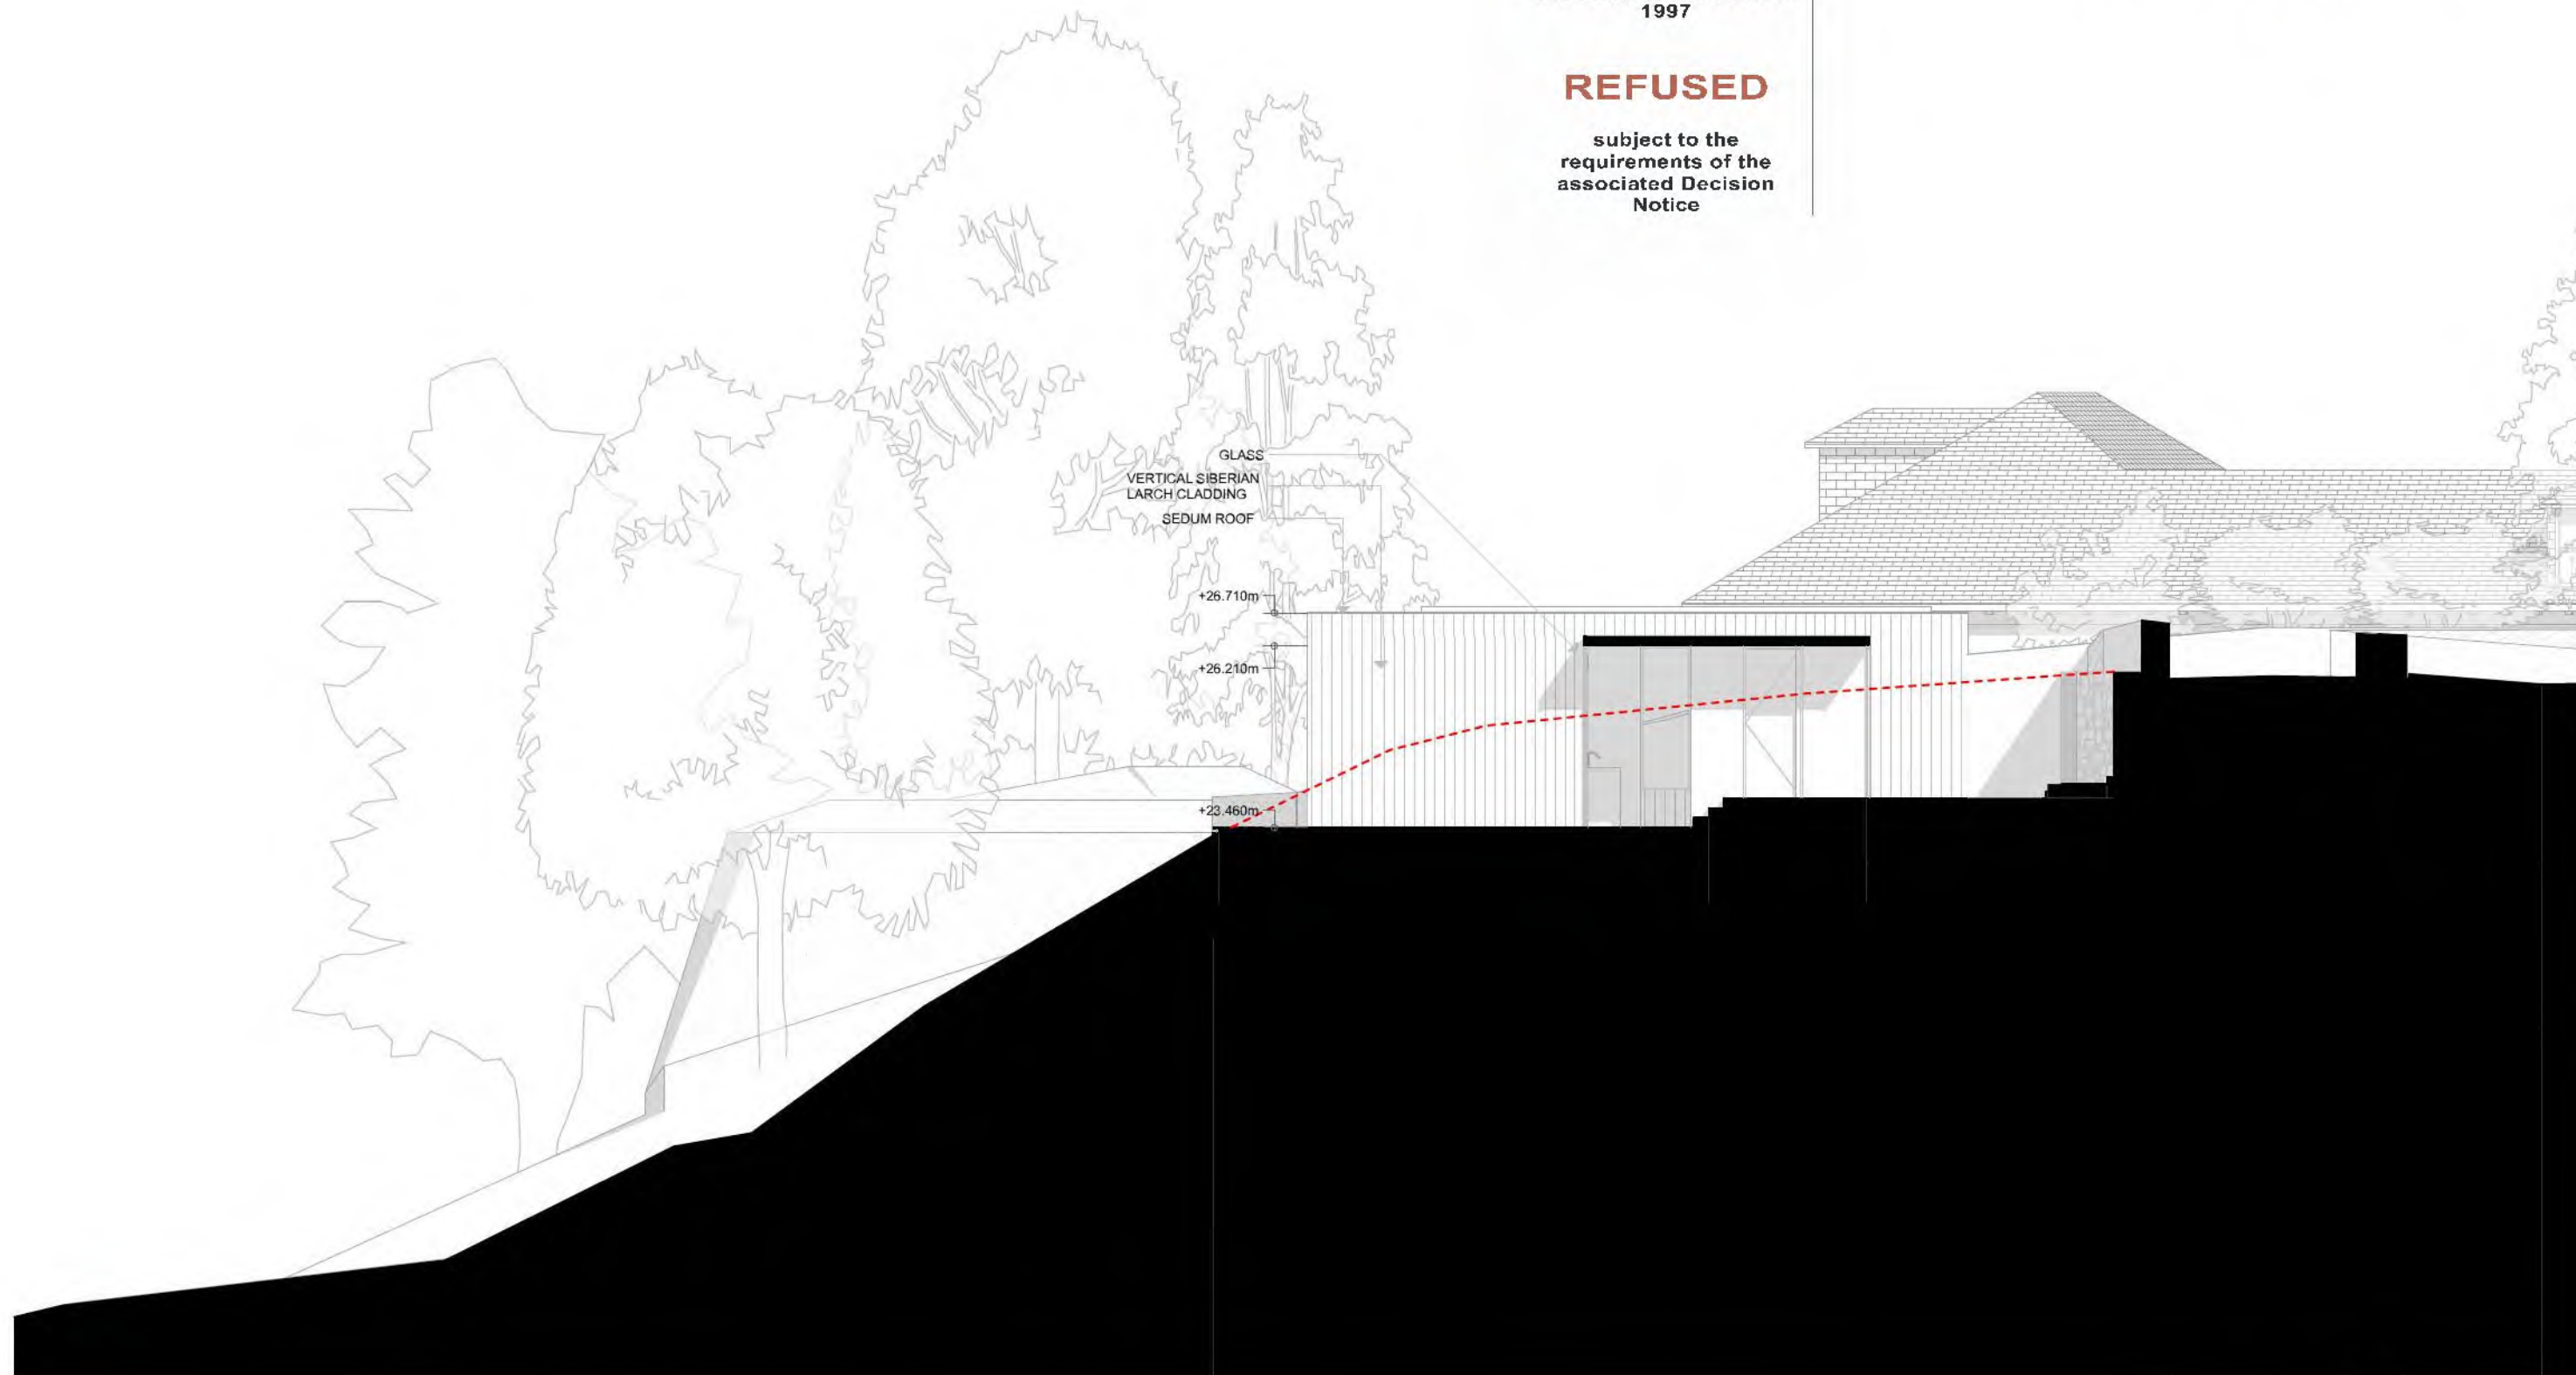 1997
REFUSED
subject to the
requirements of the
associated Decision
Notice
GLASS
VERTICAL SIBERIAN
LARCH CLADDING
SEDUM ROOF
+26.710m
+26.210m
+23.460m